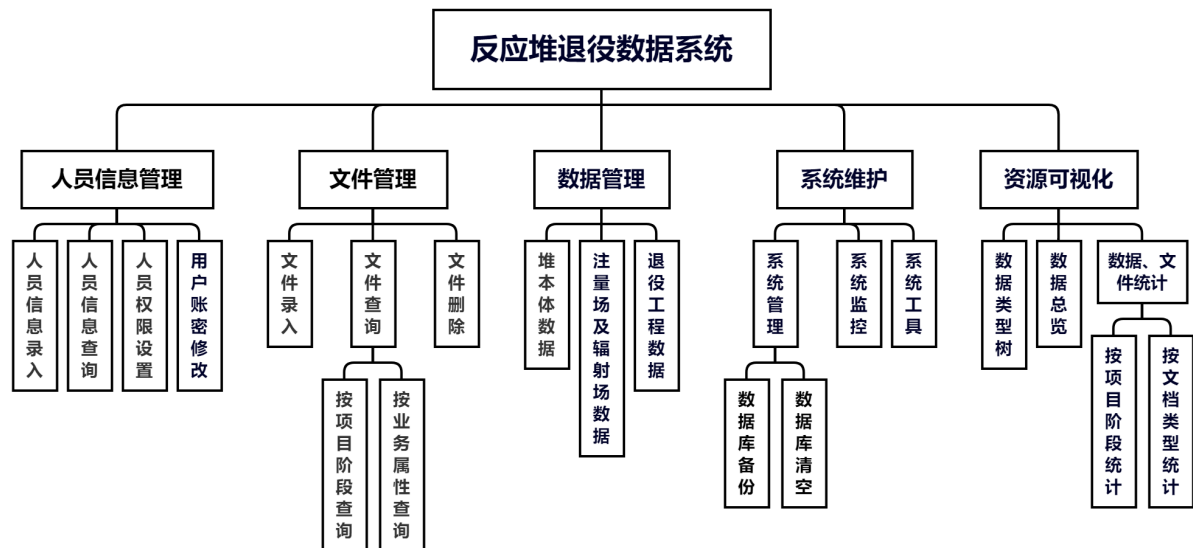 反应堆退役数据系统
人员信息管理
文件管理
数据管理
系统维护
资源可视化
人员信息录入
人员信息查询
人员权限设置
用户账密修改
文件录入
文件查询
文件删除
堆本体数据
注量场及辐射场数据
退役工程数据
系统管理
系统监控
系统工具
数据类型树
数据总览
数据、文
件统计
按项目阶段查询
按业务属性查询
数据库备份
数据库清空
按项目阶段统计
按文档类型统计